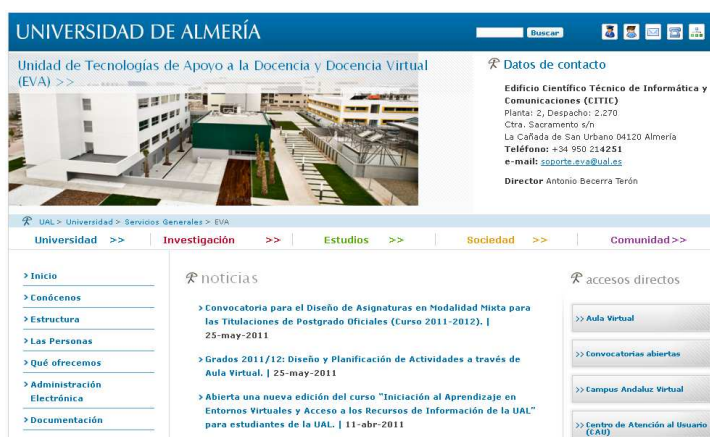 UNIVERSIDAD DE ALMERÍA
Buscar
Unidad de Tecnologías de Apoyo a la Docencia y Docencia Virtual
(EVA) >>
Datos de contacto
Edificio Científico Técnico de Informática y
Comunicaciones (CITIC)
Planta: 2, Despacho: 2.270
Ctra. Sacramento s/n
La Cañada de San Urbano 04120 Almería
Teléfono: +34 950 214251
e-mail: soporte.eva@ual.es
Director Antonio Becerra Terón
UAL > Universidad > Servicios Generales > EVA
Universidad >> Investigación >> Estudios >> Sociedad >> Comunidad >>
> Inicio
> Conócenos
> Estructura
> Las Personas
> Qué ofrecemos
> Administración
Electrónica
> Documentación
noticias
> Convocatoria para el Diseño de Asignaturas en Modalidad Mixta para
las Titulaciones de Postgrado Oficiales (Curso 2011-2012). |
25-may-2011
> Grados 2011/12: Diseño y Planificación de Actividades a través de
Aula Virtual. | 25-may-2011
> Abierta una nueva edición del curso "Iniciación al Aprendizaje en
Entornos Virtuales y Acceso a los Recursos de Información de la UAL"
para estudiantes de la UAL. | 11-abr-2011
accesos directos
>> Aula Virtual
>> Convocatorias abiertas
>> Campus Andaluz Virtual
>> Centro de Atención al Usuario
(CAU)